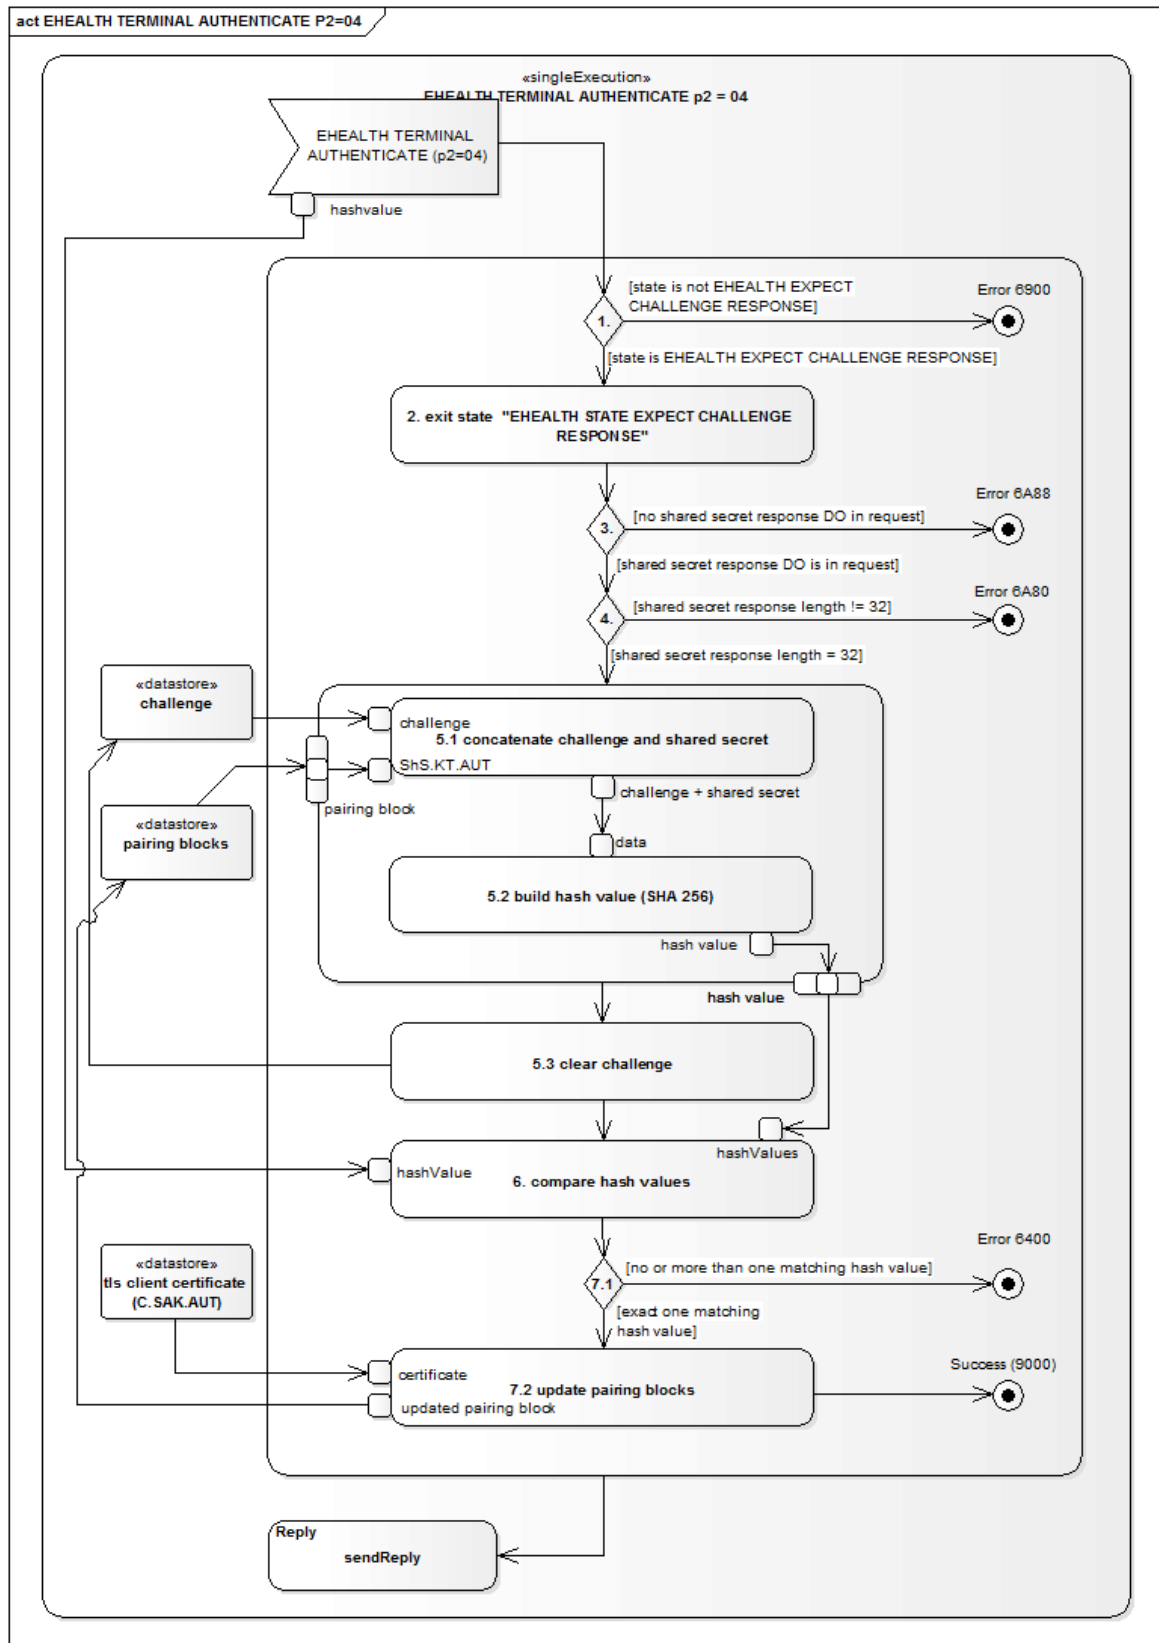 act EHEALTH TERMINAL AUTHENTICATE P2=04
«singleExecution»
EHEALTH TERMINAL AUTHENTICATE p2 = 04
EHEALTH TERMINAL
AUTHENTICATE (p2=04)
hashvalue
[state is not EHEALTH EXPECT
CHALLENGE RESPONSE]
Error 6900
1.
[state is EHEALTH EXPECT CHALLENGE RESPONSE]
2. exit state "EHEALTH STATE EXPECT CHALLENGE
RESPONSE"
Error 6A88
[no shared secret response DO in request]
3.
[shared secret response DO is in request]
Error 6A80
[shared secret response length != 32]
4.
[shared secret response length = 32]
«datastore»
challenge
challenge
5.1 concatenate challenge and shared secret
ShS.KT.AUT
challenge + shared secret
pairing block
«datastore»
pairing blocks
data
5.2 build hash value (SHA 256)
hash value
hash value
5.3 clear challenge
hashValues
hashValue
6. compare hash values
Error 6400
«datastore»
tls client certificate
(C.SAK.AUT)
[no or more than one matching hash value]
7.1
[exact one matching
hash value]
Success (9000)
certificate
7.2 update pairing blocks
updated pairing block
Reply
sendReply